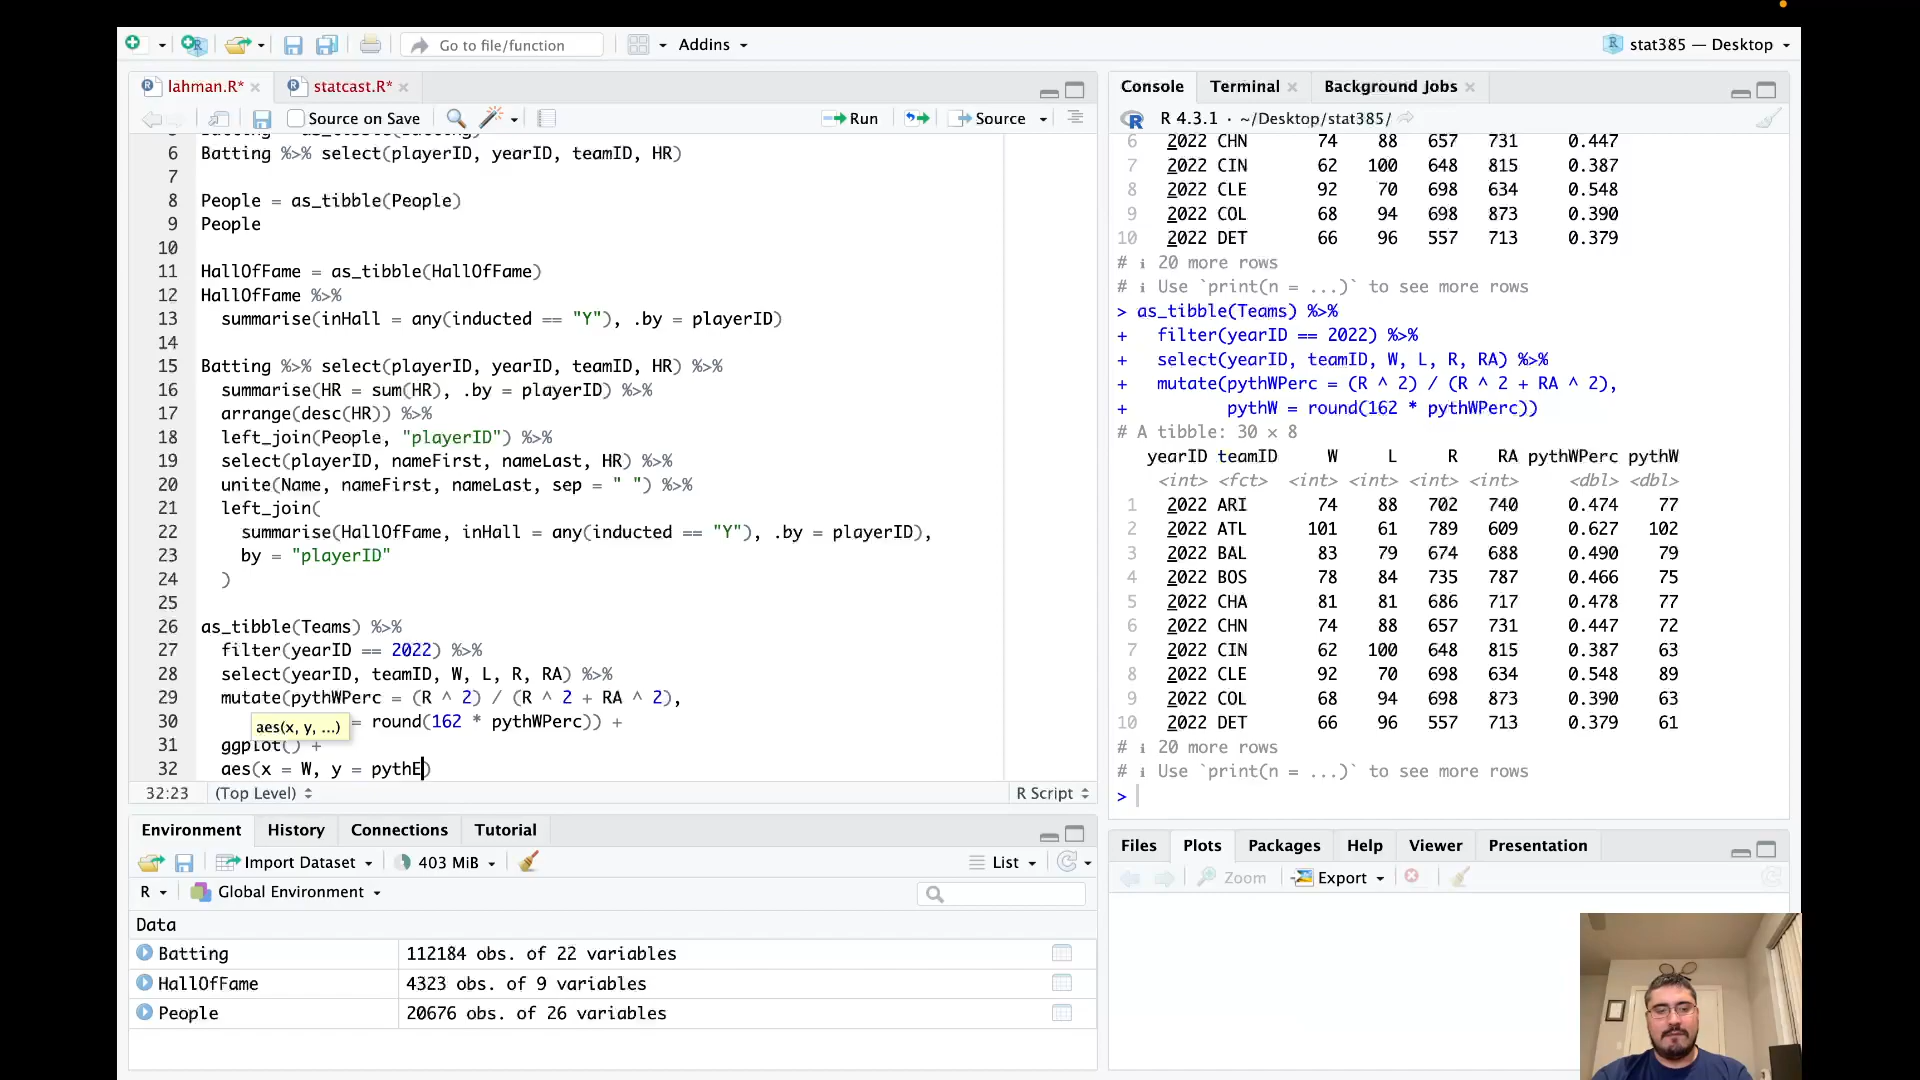 Go to file/function
Addins
stat385 — Desktop
lahman.R*
statcast.R*
Source on Save
Run
Source
6 Batting %>% select(playerID, yearID, teamID, HR)
7
8 People = as_tibble(People)
9 People
10
11 HallOfFame = as_tibble(HallOfFame)
12 HallOfFame %>%
13 summarise(inHall = any(inducted == "Y"), .by = playerID)
14
15 Batting %>% select(playerID, yearID, teamID, HR) %>%
16 summarise(HR = sum(HR), .by = playerID) %>%
17 arrange(desc(HR)) %>%
18 left_join(People, "playerID") %>%
19 select(playerID, nameFirst, nameLast, HR) %>%
20 unite(Name, nameFirst, nameLast, sep = " ") %>%
21 left_join(
22 summarise(HallOfFame, inHall = any(inducted == "Y"), .by = playerID),
23 by = "playerID"
24 )
25
26 as_tibble(Teams) %>%
27 filter(yearID == 2022) %>%
28 select(yearID, teamID, W, L, R, RA) %>%
29 mutate(pythWPerc = (R ^ 2) / (R ^ 2 + RA ^ 2),
30 = round(162 * pythWPerc)) +
aes(x, y, ...)
31 ggplot() +
32 aes(x = W, y = pythE)
32:23 (Top Level) R Script
Environment History Connections Tutorial
Import Dataset 403 MiB List
R Global Environment
Data
Batting 112184 obs. of 22 variables
HallOfFame 4323 obs. of 9 variables
People 20676 obs. of 26 variables
Console Terminal Background Jobs
R 4.3.1 · ~/Desktop/stat385/
6 2022 CHN 74 88 657 731 0.447
7 2022 CIN 62 100 648 815 0.387
8 2022 CLE 92 70 698 634 0.548
9 2022 COL 68 94 698 873 0.390
10 2022 DET 66 96 557 713 0.379
# ℹ 20 more rows
# ℹ Use `print(n = ...)` to see more rows
> as_tibble(Teams) %>%
+ filter(yearID == 2022) %>%
+ select(yearID, teamID, W, L, R, RA) %>%
+ mutate(pythWPerc = (R ^ 2) / (R ^ 2 + RA ^ 2),
+ pythW = round(162 * pythWPerc))
# A tibble: 30 × 8
yearID teamID W L R RA pythWPerc pythW
<int> <fct> <int> <int> <int> <int> <dbl> <dbl>
1 2022 ARI 74 88 702 740 0.474 77
2 2022 ATL 101 61 789 609 0.627 102
3 2022 BAL 83 79 674 688 0.490 79
4 2022 BOS 78 84 735 787 0.466 75
5 2022 CHA 81 81 686 717 0.478 77
6 2022 CHN 74 88 657 731 0.447 72
7 2022 CIN 62 100 648 815 0.387 63
8 2022 CLE 92 70 698 634 0.548 89
9 2022 COL 68 94 698 873 0.390 63
10 2022 DET 66 96 557 713 0.379 61
# ℹ 20 more rows
# ℹ Use `print(n = ...)` to see more rows
>
Files Plots Packages Help Viewer Presentation
Zoom Export